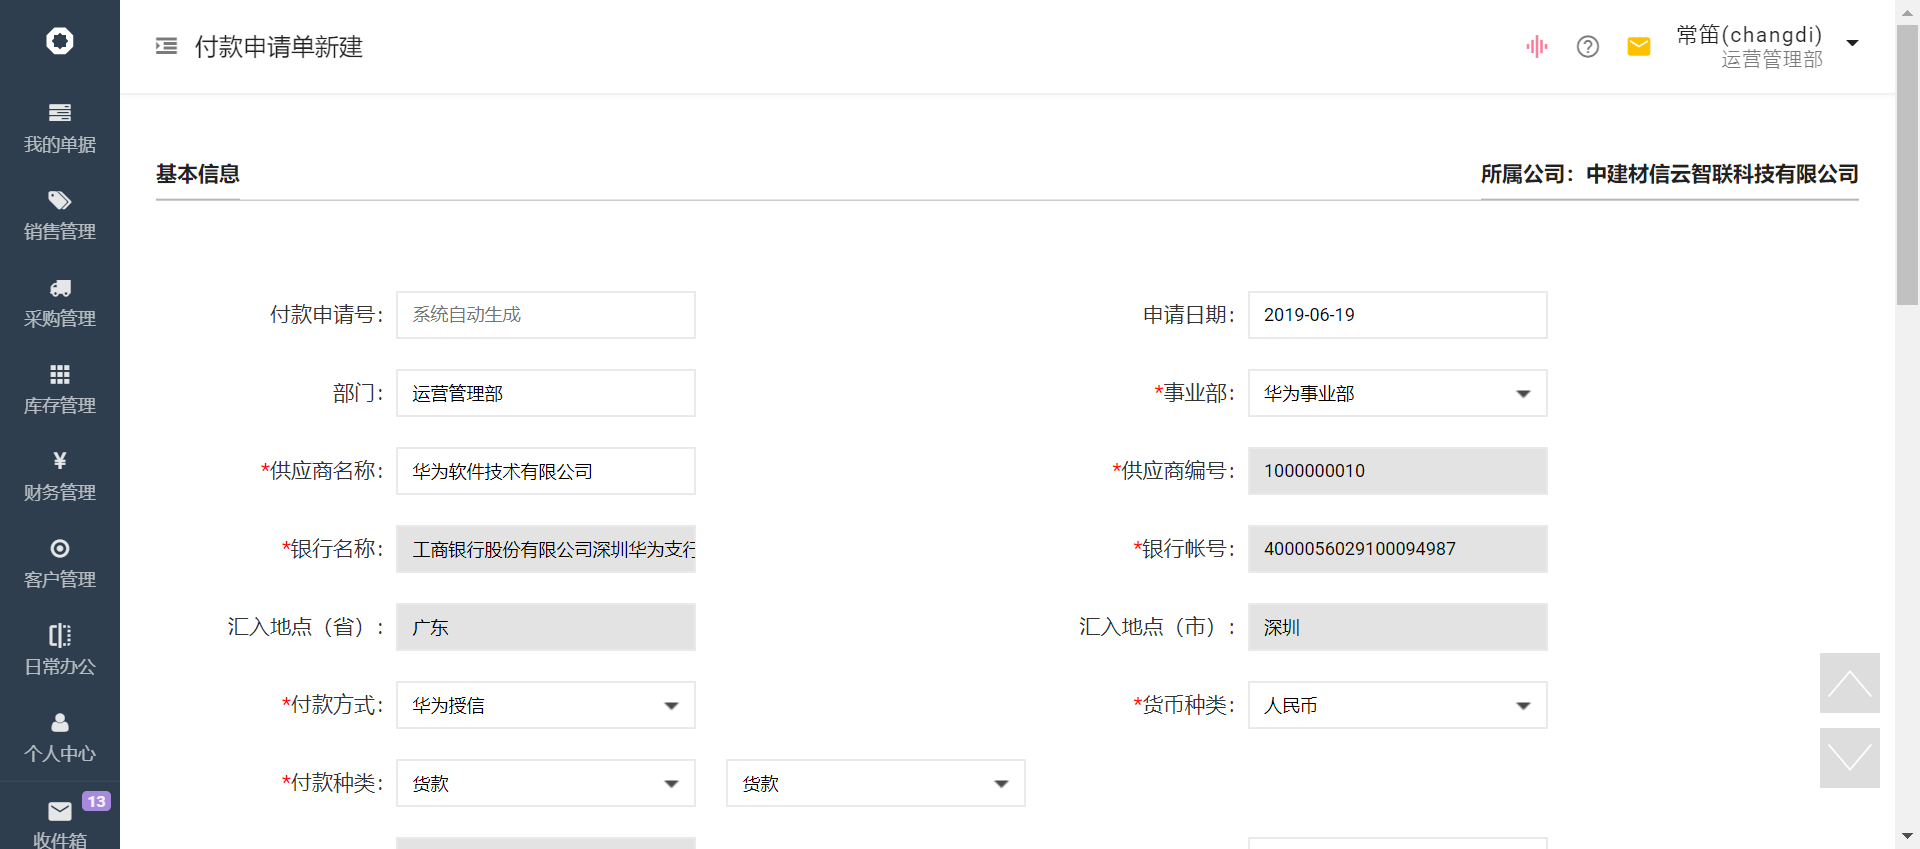 付款申请单新建
常笛(changdi)
运营管理部
我的单据
销售管理
采购管理
库存管理
¥
财务管理
客户管理
日常办公
个人中心
13
收件箱
基本信息
所属公司：中建材信云智联科技有限公司
付款申请号： 系统自动生成
申请日期： 2019-06-19
部门： 运营管理部
*事业部： 华为事业部
*供应商名称： 华为软件技术有限公司
*供应商编号： 1000000010
*银行名称： 工商银行股份有限公司深圳华为支行
*银行帐号： 4000056029100094987
汇入地点（省）： 广东
汇入地点（市）： 深圳
*付款方式： 华为授信
*货币种类： 人民币
*付款种类： 货款 货款